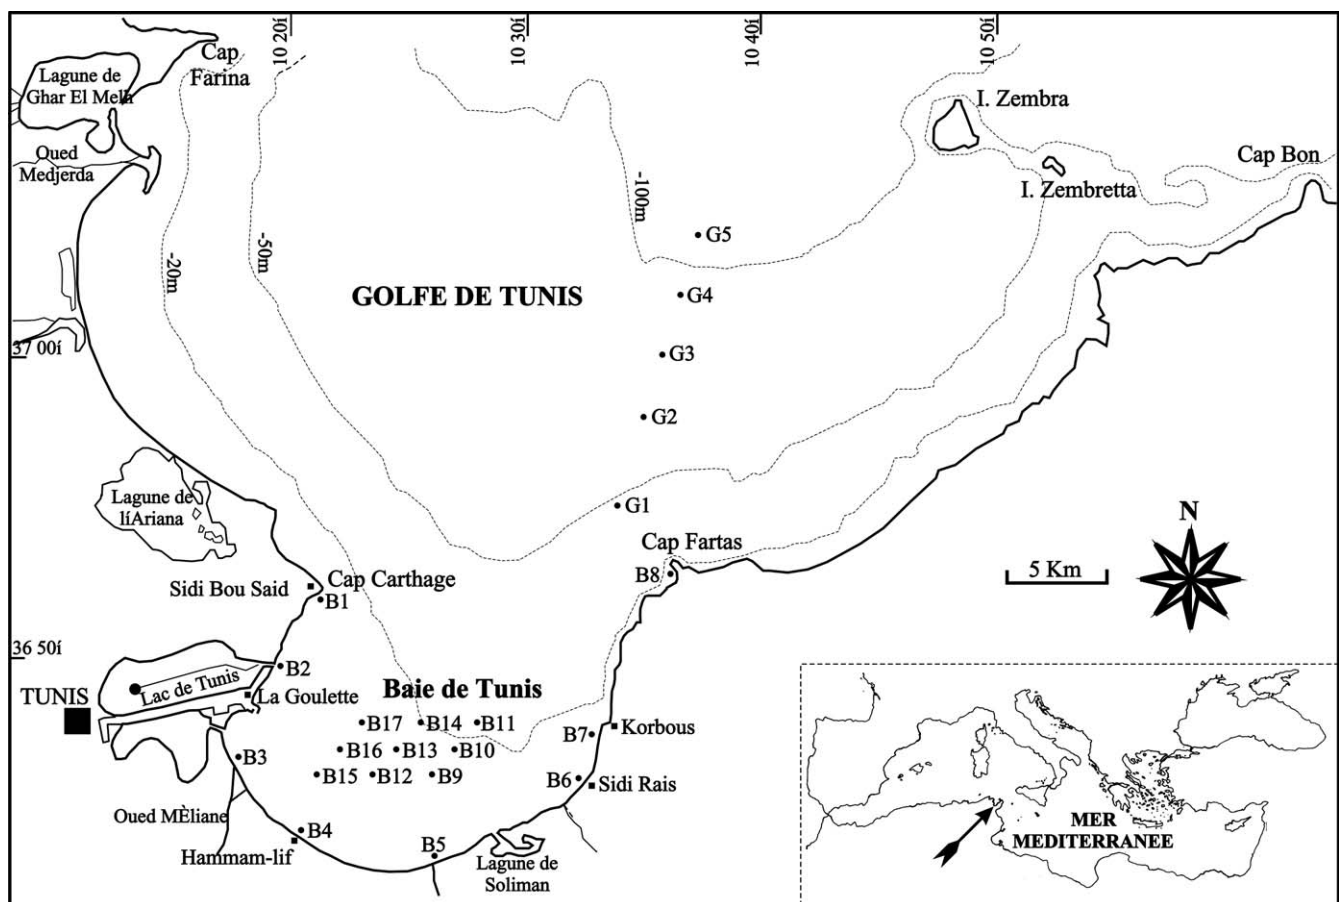 10 20
10 30
10 40
10 50
Cap
Farina
Lagune de
Ghar El Melh
I. Zembra
Oued
Medjerda
Cap Bon
I. Zembretta
-100m
-50m
-20m
G5
GOLFE DE TUNIS
G4
37 00í
G3
G2
Lagune de
líAriana
G1
N
Cap Fartas
B8
5 Km
Sidi Bou Said
Cap Carthage
B1
36 50í
B2
Lac de Tunis
TUNIS
La Goulette
Baie de Tunis
B17
B14
B11
B7
Korbous
B3
B16
B13
B10
B15
B12
B9
B6
Sidi Rais
Oued MÈliane
B4
Hammam-lif
B5
Lagune de
Soliman
MER
MEDITERRANEE